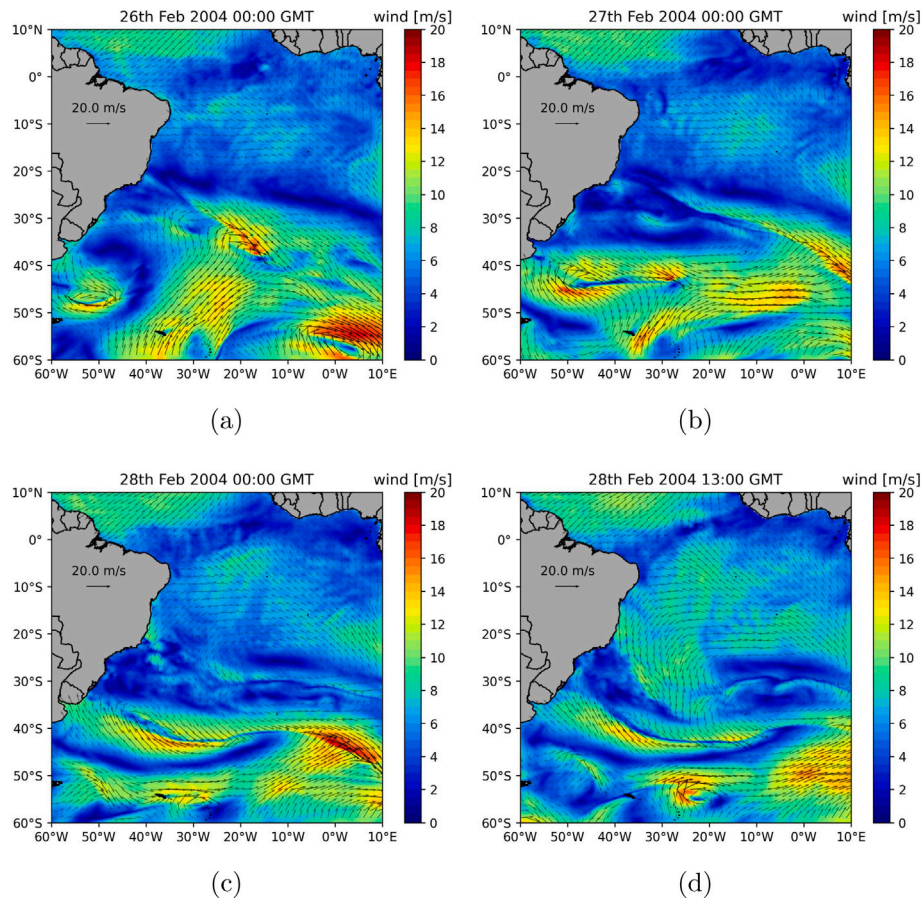 26th Feb 2004 00:00 GMT wind [m/s]
10°N 20
0° 18
20.0 m/s 16
10°S 14
20°S 12
10
30°S 8
40°S 6
4
50°S 2
60°S 0
60°W 50°W 40°W 30°W 20°W 10°W 0°W 10°E
(a)
27th Feb 2004 00:00 GMT wind [m/s]
10°N 20
0° 18
20.0 m/s 16
10°S 14
20°S 12
10
30°S 8
40°S 6
4
50°S 2
60°S 0
60°W 50°W 40°W 30°W 20°W 10°W 0°W 10°E
(b)
28th Feb 2004 00:00 GMT wind [m/s]
10°N 20
0° 18
20.0 m/s 16
10°S 14
20°S 12
10
30°S 8
40°S 6
4
50°S 2
60°S 0
60°W 50°W 40°W 30°W 20°W 10°W 0°W 10°E
(c)
28th Feb 2004 13:00 GMT wind [m/s]
10°N 20
0° 18
20.0 m/s 16
10°S 14
20°S 12
10
30°S 8
40°S 6
4
50°S 2
60°S 0
60°W 50°W 40°W 30°W 20°W 10°W 0°W 10°E
(d)